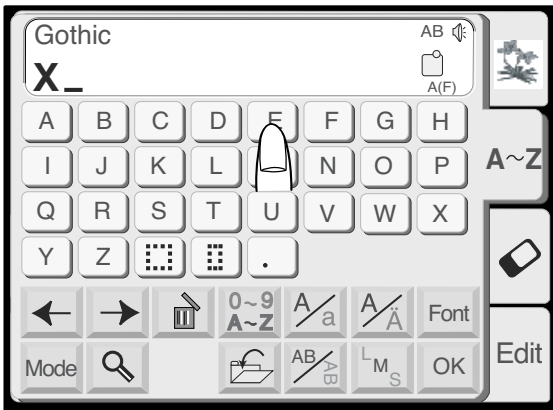 Gothic AB
X_ A(F)
A B C D E F G H
I J K L N O P A~Z
Q R S T U V W X
Y Z .
0~9 A/a A/Ä Font
A~Z
Mode AB/AB L M S OK Edit